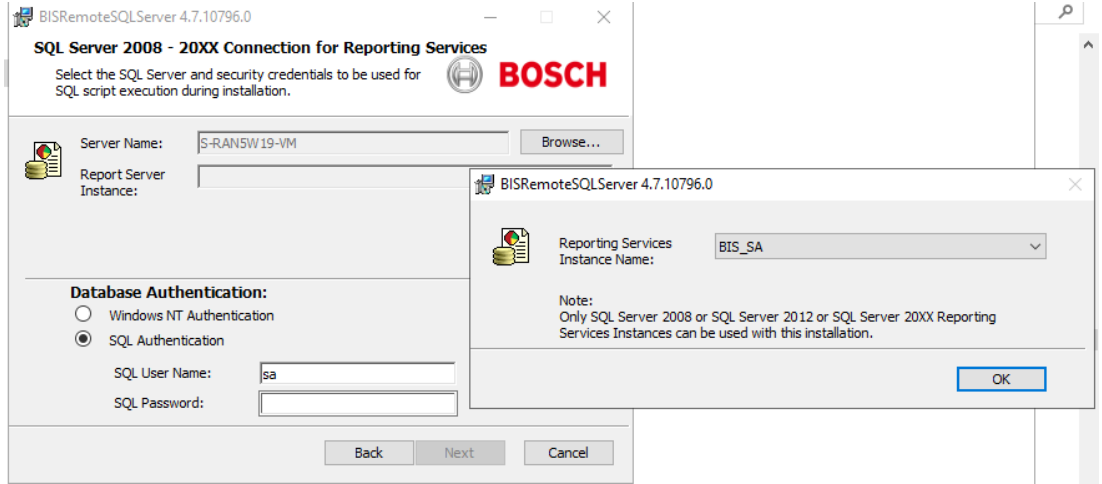 BISRemoteSQLServer 4.7.10796.0
SQL Server 2008 - 20XX Connection for Reporting Services
Select the SQL Server and security credentials to be used for
SQL script execution during installation.
BOSCH
Server Name:
S-RAN5W19-VM
Browse...
Report Server
Instance:
Database Authentication:
Windows NT Authentication
SQL Authentication
SQL User Name:
sa
SQL Password:
Back
Next
Cancel
BISRemoteSQLServer 4.7.10796.0
Reporting Services
Instance Name:
BIS_SA
Note:
Only SQL Server 2008 or SQL Server 2012 or SQL Server 20XX Reporting
Services Instances can be used with this installation.
OK